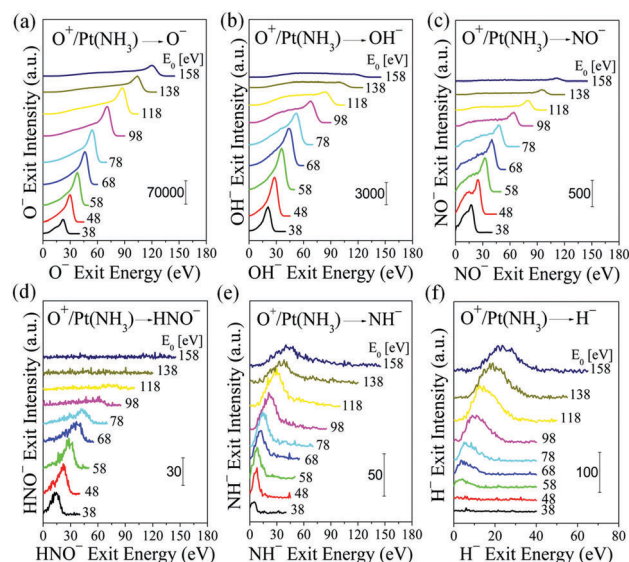 (a)
O⁺/Pt(NH₃)→O⁻
E₀ [eV]
158
138
118
98
78
68
58
48
38
70000
O⁻ Exit Intensity (a.u.)
0 30 60 90 120 150 180
O⁻ Exit Energy (eV)
(b)
O⁺/Pt(NH₃)→OH⁻
E₀ [eV]
158
138
118
98
78
68
58
48
38
3000
OH⁻ Exit Intensity (a.u.)
0 30 60 90 120 150 180
OH⁻ Exit Energy (eV)
(c)
O⁺/Pt(NH₃)→NO⁻
E₀ [eV]
158
138
118
98
78
68
58
48
38
500
NO⁻ Exit Intensity (a.u.)
0 30 60 90 120 150 180
NO⁻ Exit Energy (eV)
(d)
O⁺/Pt(NH₃)→HNO⁻
E₀ [eV]
158
138
118
98
78
68
58
48
38
30
HNO⁻ Exit Intensity (a.u.)
0 30 60 90 120 150 180
HNO⁻ Exit Energy (eV)
(e)
O⁺/Pt(NH₃)→NH⁻
E₀ [eV]
158
138
118
98
78
68
58
48
38
50
NH⁻ Exit Intensity (a.u.)
0 30 60 90 120 150 180
NH⁻ Exit Energy (eV)
(f)
O⁺/Pt(NH₃)→H⁻
E₀ [eV]
158
138
118
98
78
68
58
48
38
100
H⁻ Exit Intensity (a.u.)
0 20 40 60 80
H⁻ Exit Energy (eV)